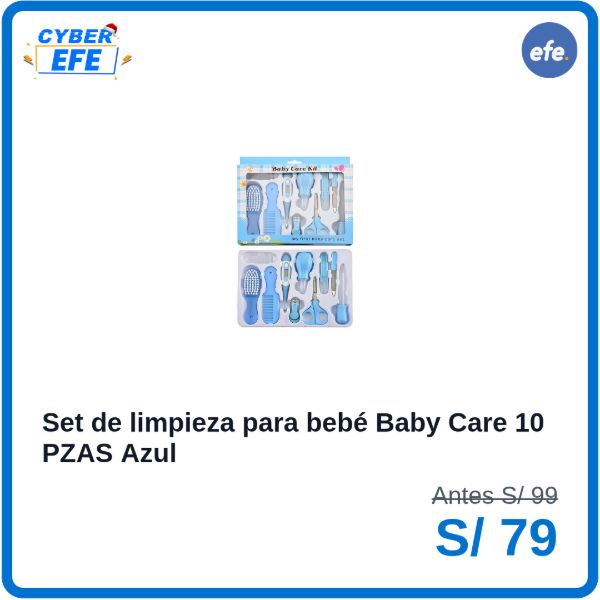 CYBER
EFE
efe.
Baby Care Kit
Set de limpieza para bebé Baby Care 10
PZAS Azul
Antes S/ 99
S/ 79